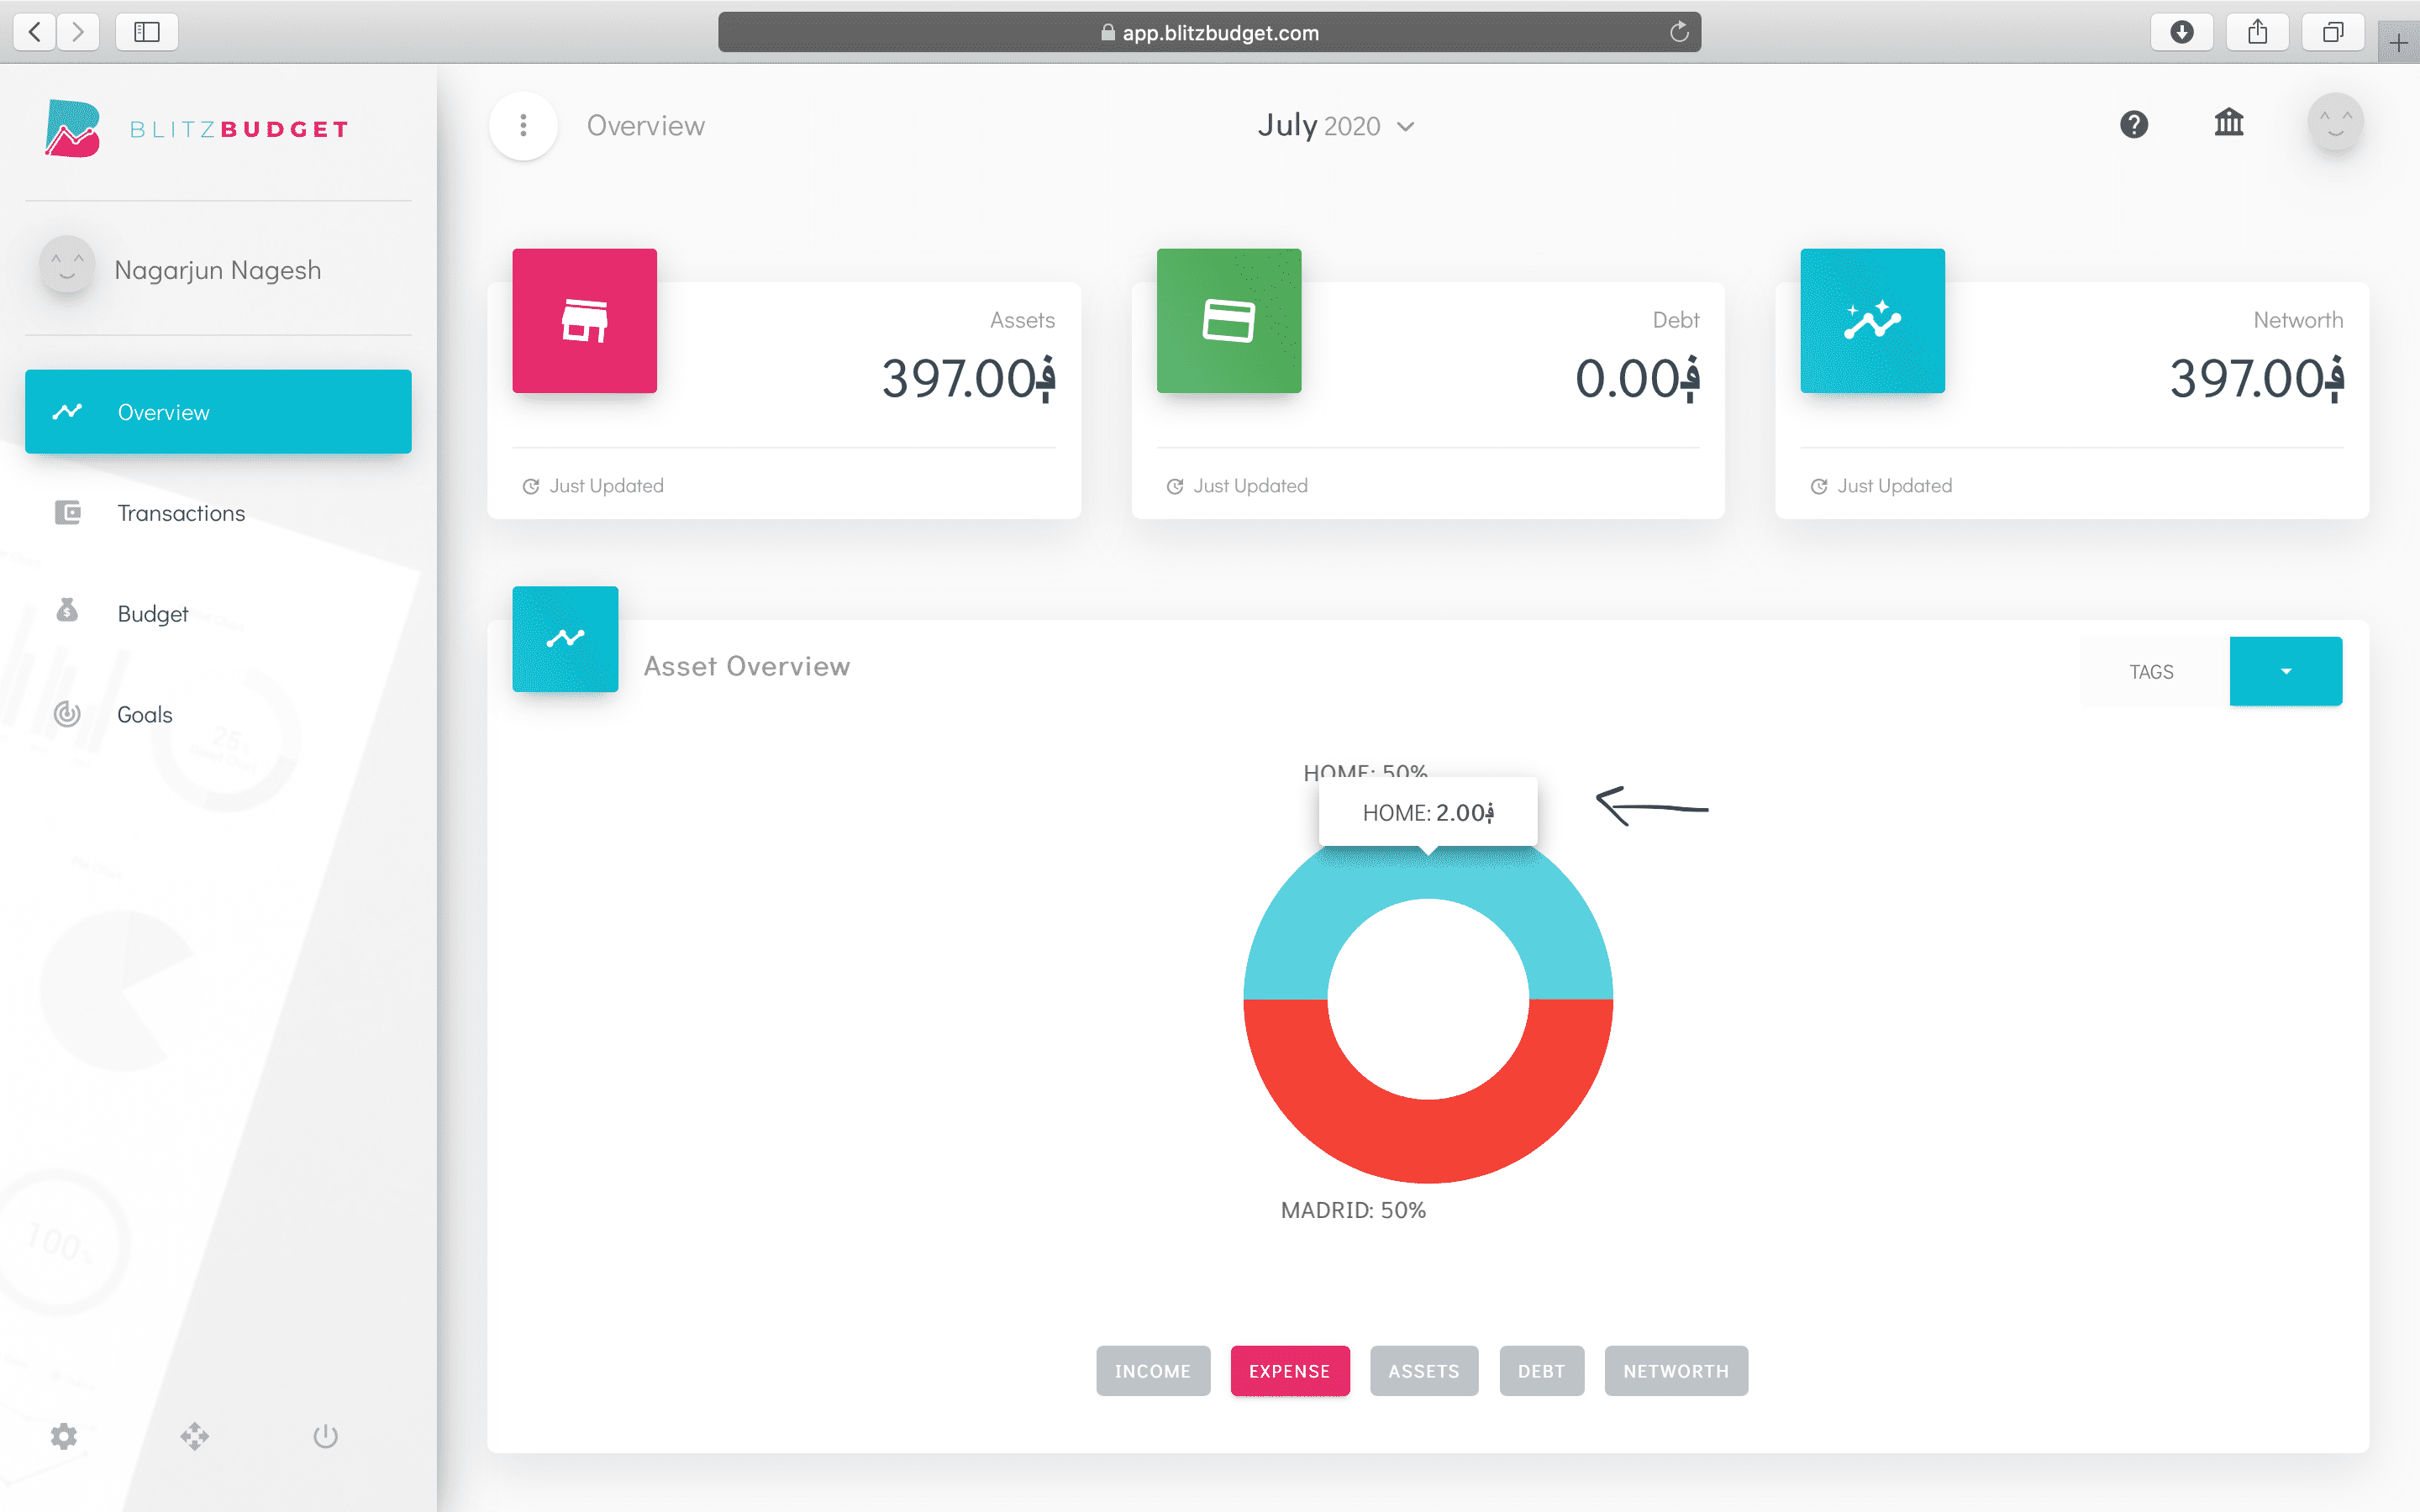 app.blitzbudget.com
BLITZBUDGET
Overview
July 2020
Nagarjun Nagesh
Overview
Transactions
Budget
Goals
Assets
397.00؋
Just Updated
Debt
0.00؋
Just Updated
Networth
397.00؋
Just Updated
Asset Overview
TAGS
HOME: 50%
HOME: 2.00؋
MADRID: 50%
INCOME
EXPENSE
ASSETS
DEBT
NETWORTH
25%
100%